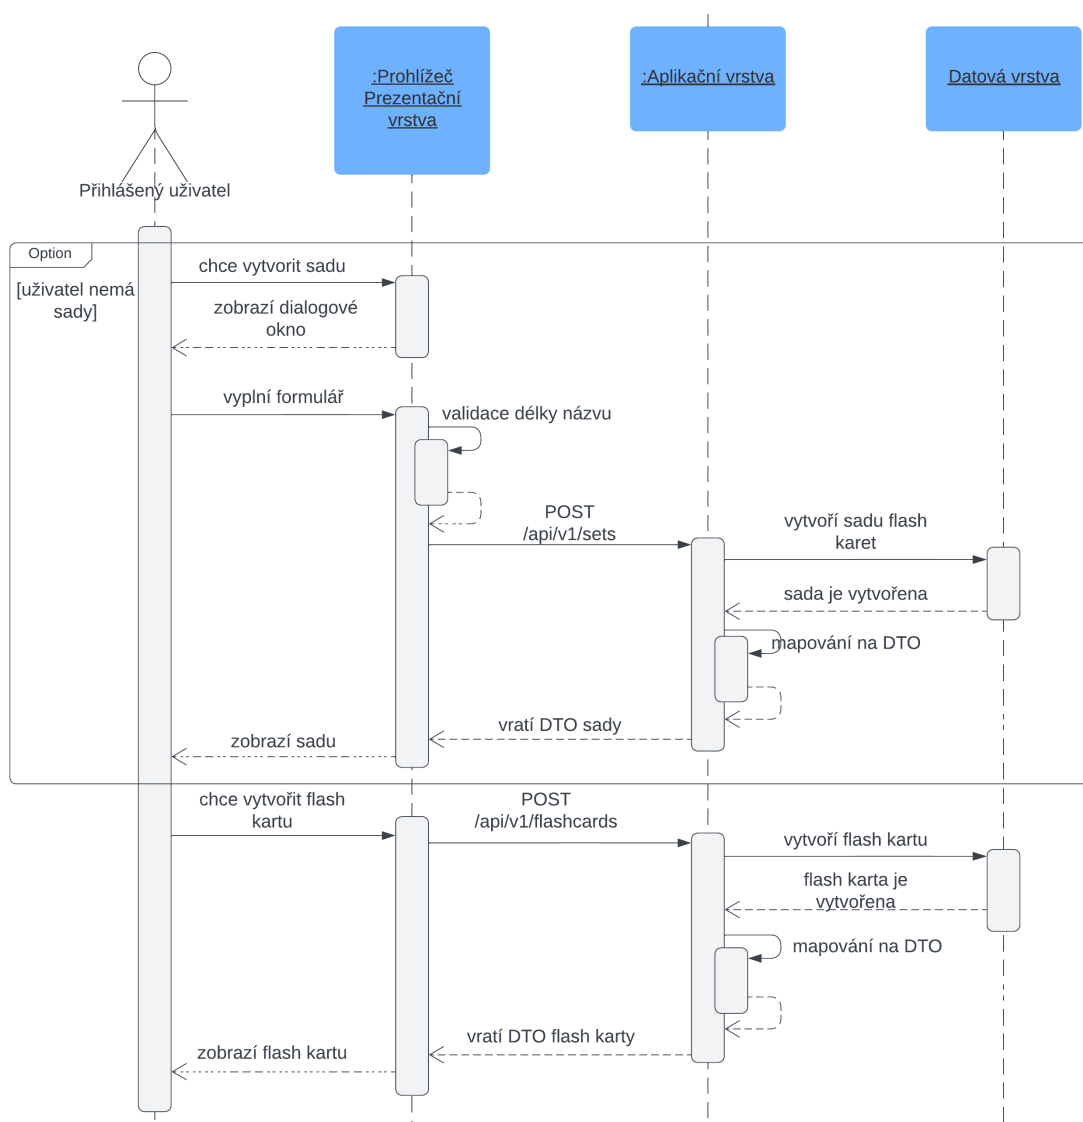 :Prohlížeč
Prezentační
vrstva
:Aplikační vrstva
Datová vrstva
Přihlášený uživatel
Option
[uživatel nemá
sady]
chce vytvorit sadu
zobrazí dialogové
okno
vyplní formulář
validace délky názvu
POST
/api/v1/sets
vytvoří sadu flash
karet
sada je vytvořena
mapování na DTO
vratí DTO sady
zobrazí sadu
chce vytvořit flash
kartu
POST
/api/v1/flashcards
vytvoří flash kartu
flash karta je
vytvořena
mapování na DTO
vratí DTO flash karty
zobrazí flash kartu